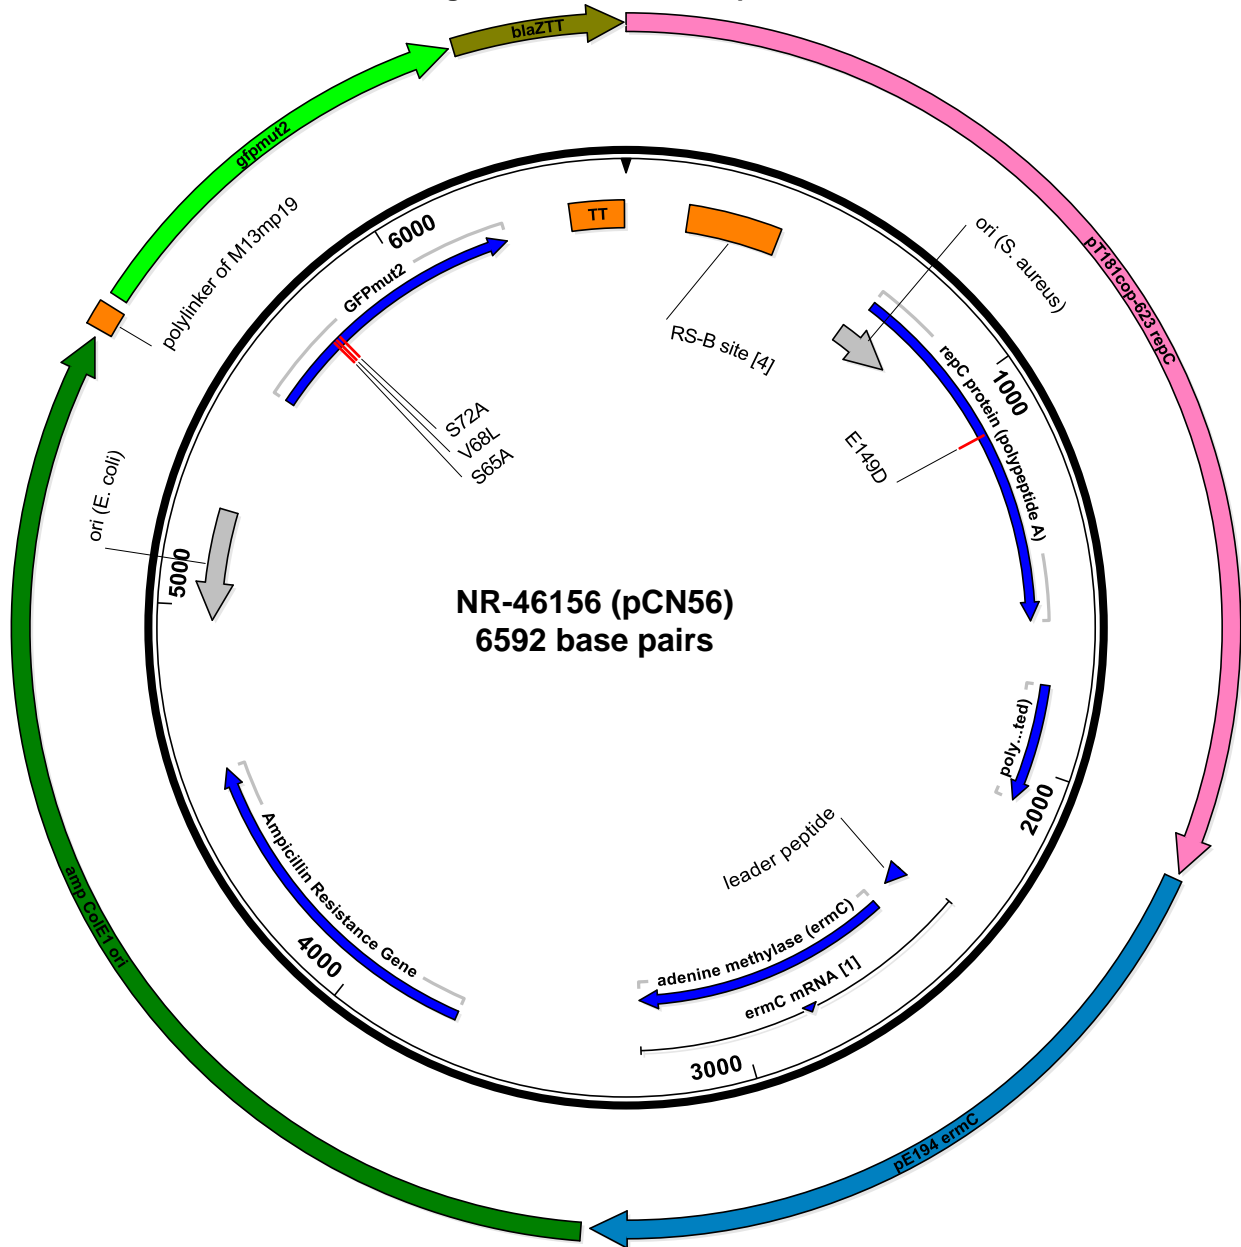 blaZTT
gfpmut2
polylinker of M13mp19
6000
TT
GFPmut2
RS-B site [4]
ori (S. aureus)
pT181cop-623 repC
repC protein (polypeptide A)
1000
E149D
S72A
V68L
S65A
ori (E. coli)
5000
NR-46156 (pCN56)
6592 base pairs
poly...ted)
2000
leader peptide
adenine methylase (ermC)
ermC mRNA [1]
3000
Ampicillin Resistance Gene
4000
amp ColE1 ori
pE194 ermC